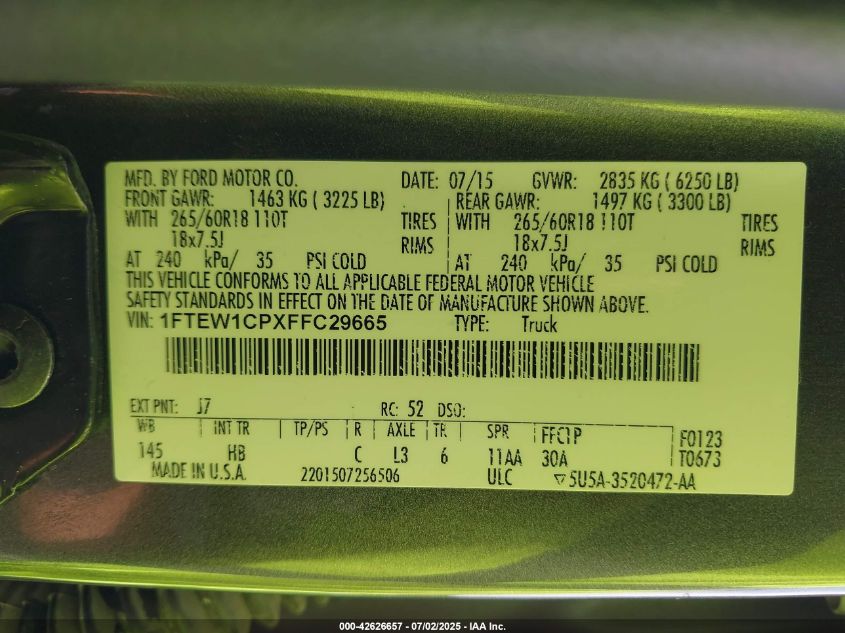 MFD. BY FORD MOTOR CO. DATE: 07/15 GVWR: 2835 KG ( 6250 LB)
FRONT GAWR: 1463 KG ( 3225 LB) REAR GAWR: 1497 KG ( 3300 LB)
WITH 265/60R18 110T TIRES WITH 265/60R18 110T TIRES
18x7.5J RIMS 18x7.5J RIMS
AT 240 kPa/ 35 PSI COLD AT 240 kPa/ 35 PSI COLD
THIS VEHICLE CONFORMS TO ALL APPLICABLE FEDERAL MOTOR VEHICLE
SAFETY STANDARDS IN EFFECT ON THE DATE OF MANUFACTURE SHOWN ABOVE.
VIN: 1FTEW1CPXFFC29665 TYPE: Truck
EXT PNT: J7 RC: 52 DSO:
WB INT TR TP/PS R AXLE TR SPR FFC1P F0123
145 HB C L3 6 11AA 30A T0673
MADE IN U.S.A. 2201507256506 ULC ▽5U5A-3520472-AA
000-42626657 - 07/02/2025 - IAA Inc.